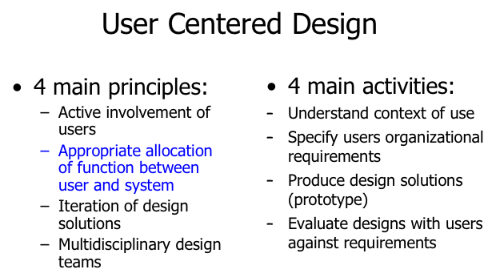 User Centered Design
• 4 main principles:
– Active involvement of
users
– Appropriate allocation
of function between
user and system
– Iteration of design
solutions
– Multidisciplinary design
teams
• 4 main activities:
- Understand context of use
- Specify users organizational
requirements
- Produce design solutions
(prototype)
- Evaluate designs with users
against requirements